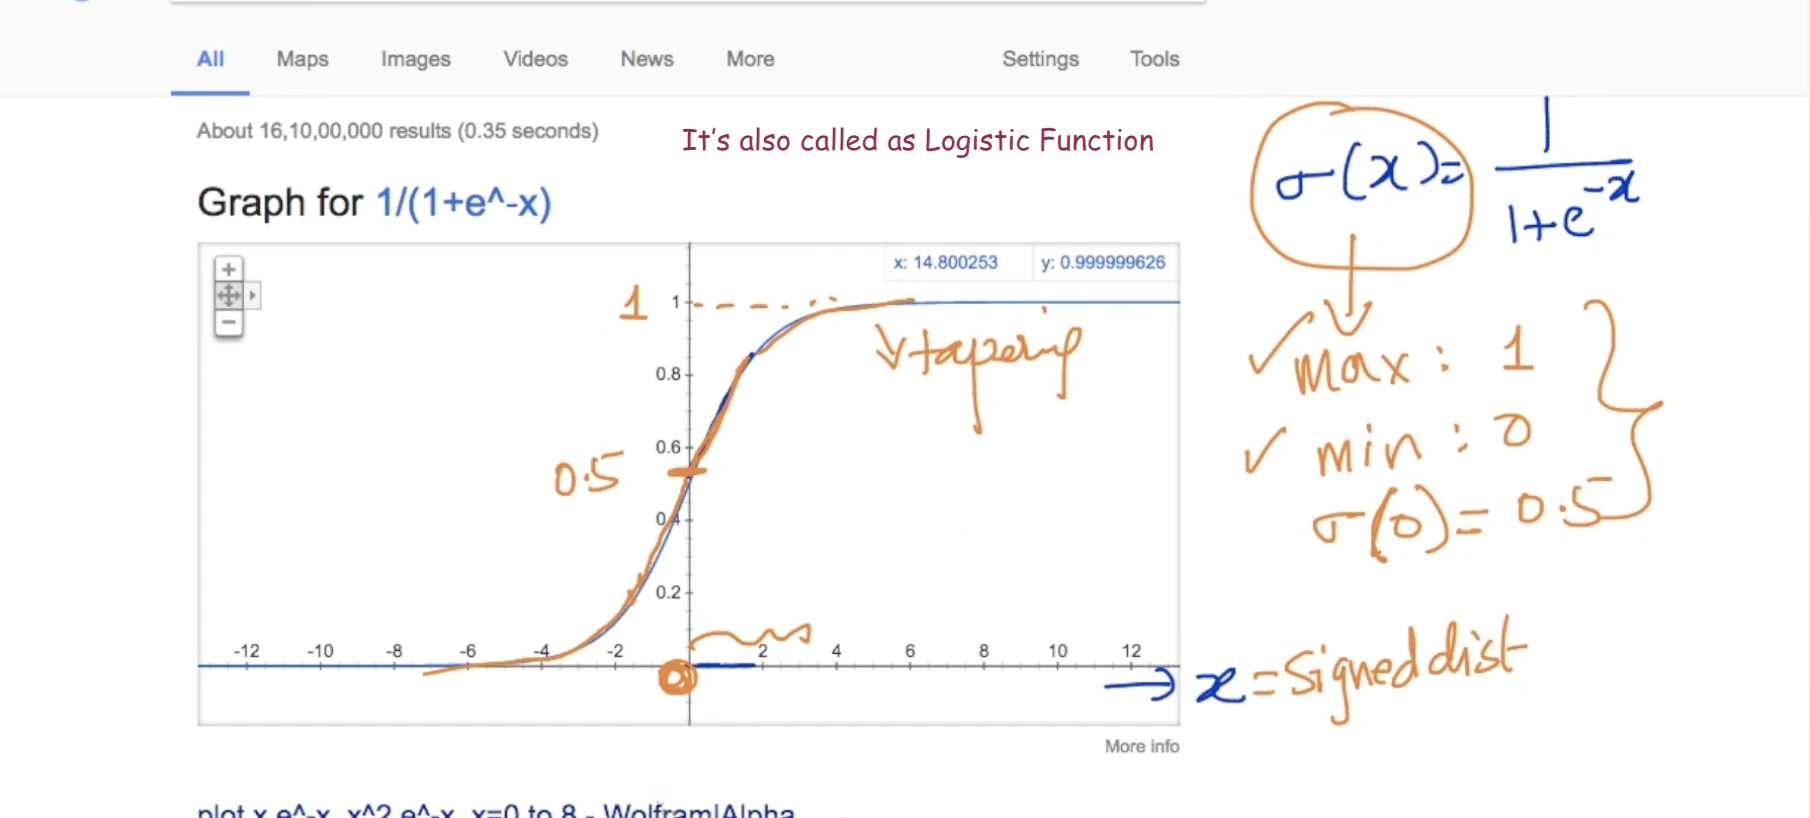 All Maps Images Videos News More Settings Tools
About 16,10,00,000 results (0.35 seconds)
It's also called as Logistic Function
σ(x)= 1/(1+e^-x)
Graph for 1/(1+e^-x)
x: 14.800253 y: 0.999999626
1 1
tapering
max : 1
0.8
0.6
min : 0
0.5
σ(0)= 0.5
0.4
0.2
-12 -10 -8 -6 -4 -2 2 4 6 8 10 12
0
x = Signed dist
More info
plot x e^-x, x^2 e^-x, x=0 to 8 - Wolfram|Alpha